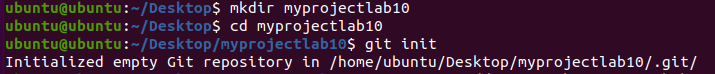 ubuntu@ubuntu:~/Desktop$ mkdir myprojectlab10
ubuntu@ubuntu:~/Desktop$ cd myprojectlab10
ubuntu@ubuntu:~/Desktop/myprojectlab10$ git init
Initialized empty Git repository in /home/ubuntu/Desktop/myprojectlab10/.git/